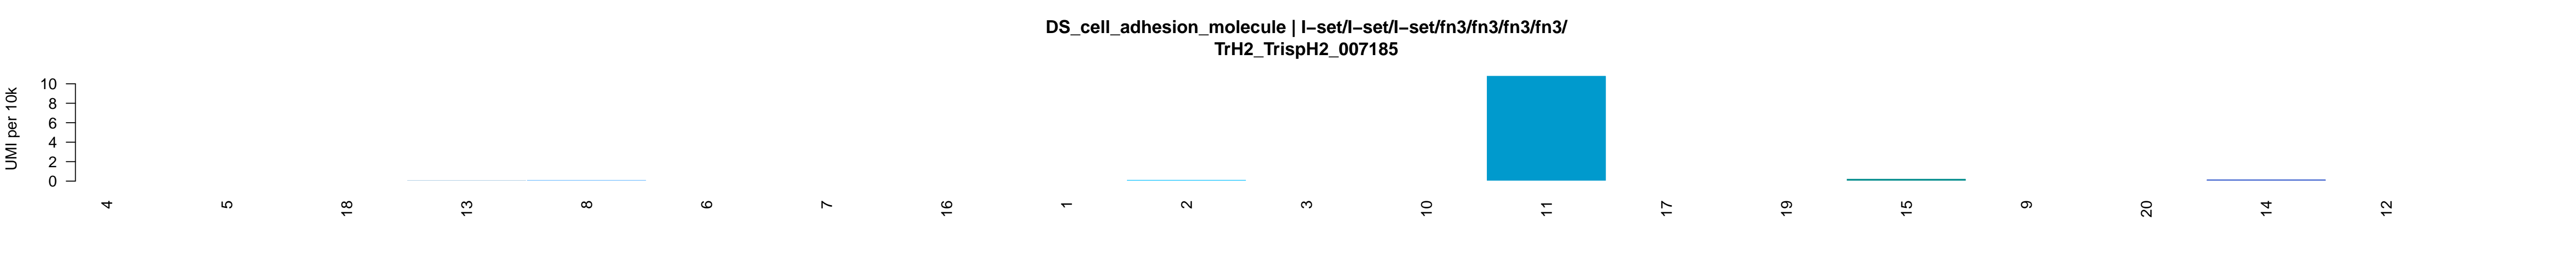 DS_cell_adhesion_molecule | I−set/I−set/I−set/fn3/fn3/fn3/fn3/
TrH2_TrispH2_007185
UMI per 10k
10
8
6
4
2
0
4 5 18 13 8 6 7 16 1 2 3 10 11 17 19 15 9 20 14 12